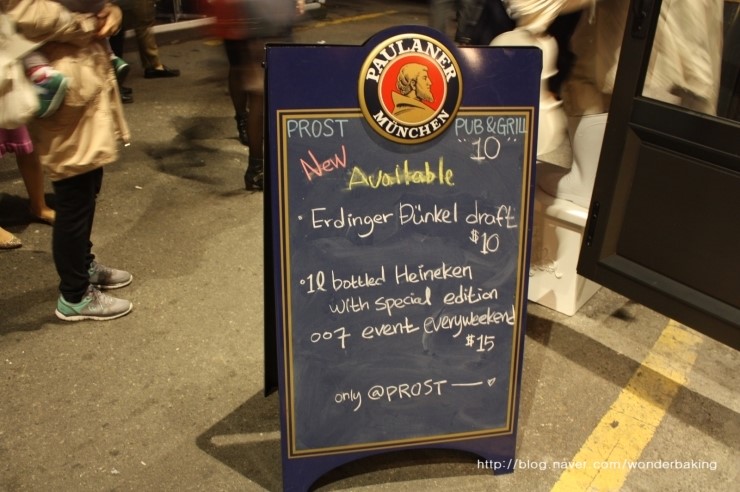 PAULANER
MÜNCHEN
PROST PUB & GRILL
"10"
New
Available
· Erdinger Dünkel draft
$10
· 1l bottled Heineken
with special edition
007 event everyweekend
$15
only @PROST —♡
http://blog.naver.com/wonderbaking